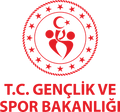 T.C. GENÇLİK VE
SPOR BAKANLIĞI